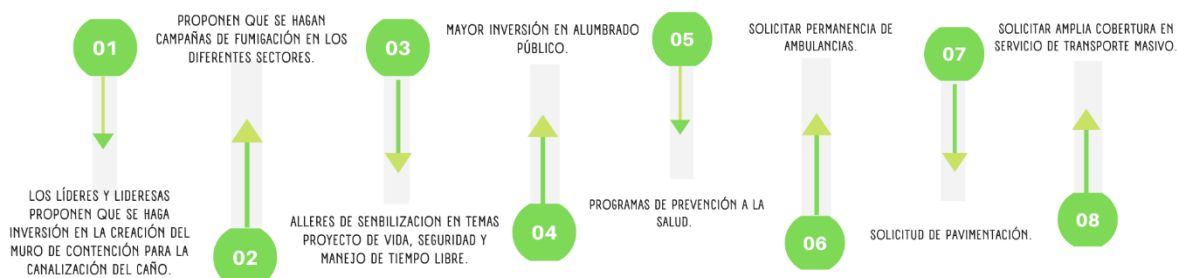 01
LOS LÍDERES Y LIDERESAS
PROPONEN QUE SE HAGA
INVERSIÓN EN LA CREACIÓN DEL
MURO DE CONTENCIÓN PARA LA
CANALIZACIÓN DEL CAÑO.
PROPONEN QUE SE HAGAN
CAMPAÑAS DE FUMIGACIÓN EN LOS
DIFERENTES SECTORES.
02
03
ALLERES DE SENBILIZACION EN TEMAS
PROYECTO DE VIDA, SEGURIDAD Y
MANEJO DE TIEMPO LIBRE.
MAYOR INVERSIÓN EN ALUMBRADO
PÚBLICO.
04
05
PROGRAMAS DE PREVENCIÓN A LA
SALUD.
SOLICITAR PERMANENCIA DE
AMBULANCIAS.
06
07
SOLICITUD DE PAVIMENTACIÓN.
SOLICITAR AMPLIA COBERTURA EN
SERVICIO DE TRANSPORTE MASIVO.
08